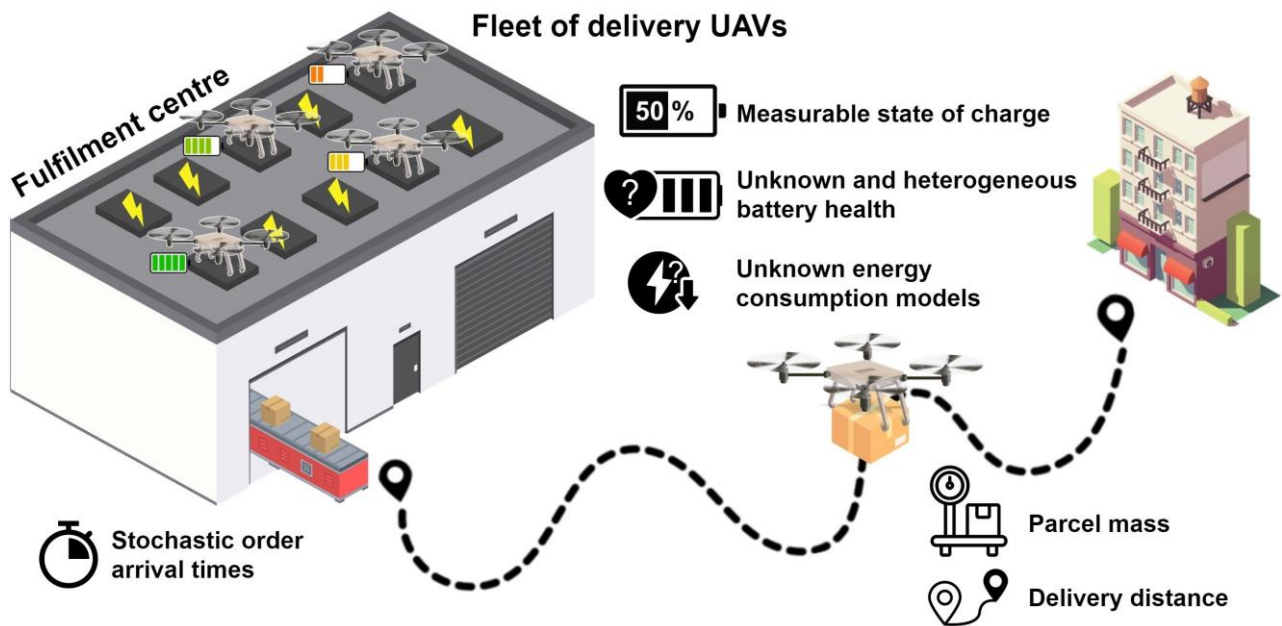 Fleet of delivery UAVs
Fulfilment centre
50 %
Measurable state of charge
?
Unknown and heterogeneous
battery health
?
Unknown energy
consumption models
Stochastic order
arrival times
Parcel mass
Delivery distance